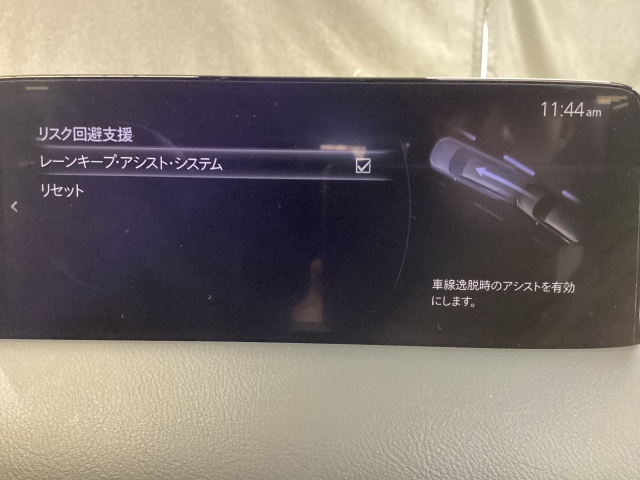 11:44am
リスク回避支援
レーンキープ・アシスト・システム
リセット
車線逸脱時のアシストを有効
にします。